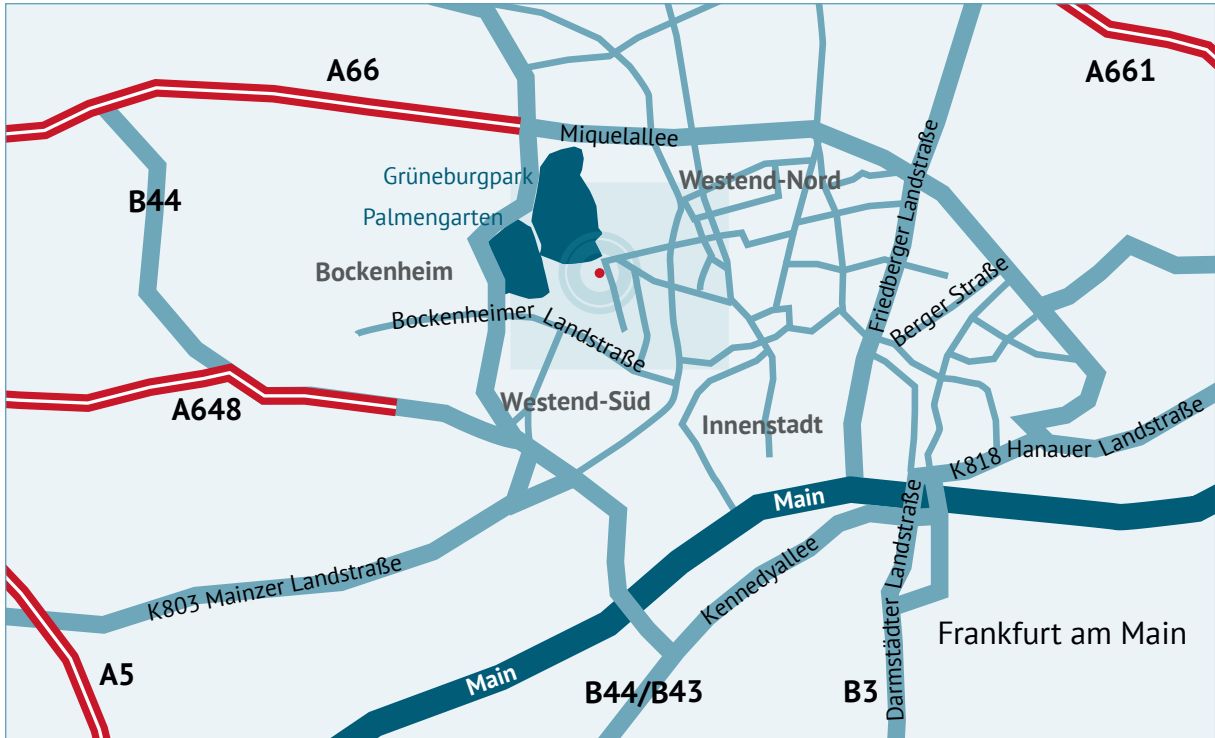 A66
A661
Miquelallee
Grüneburgpark
Westend-Nord
B44
Palmengarten
Friedberger Landstraße
Bockenheim
Berger Straße
Bockenheimer Landstraße
A648
Westend-Süd
Innenstadt
K818 Hanauer Landstraße
Main
K803 Mainzer Landstraße
Kennedyallee
Darmstädter Landstraße
Frankfurt am Main
A5
Main
B44/B43
B3